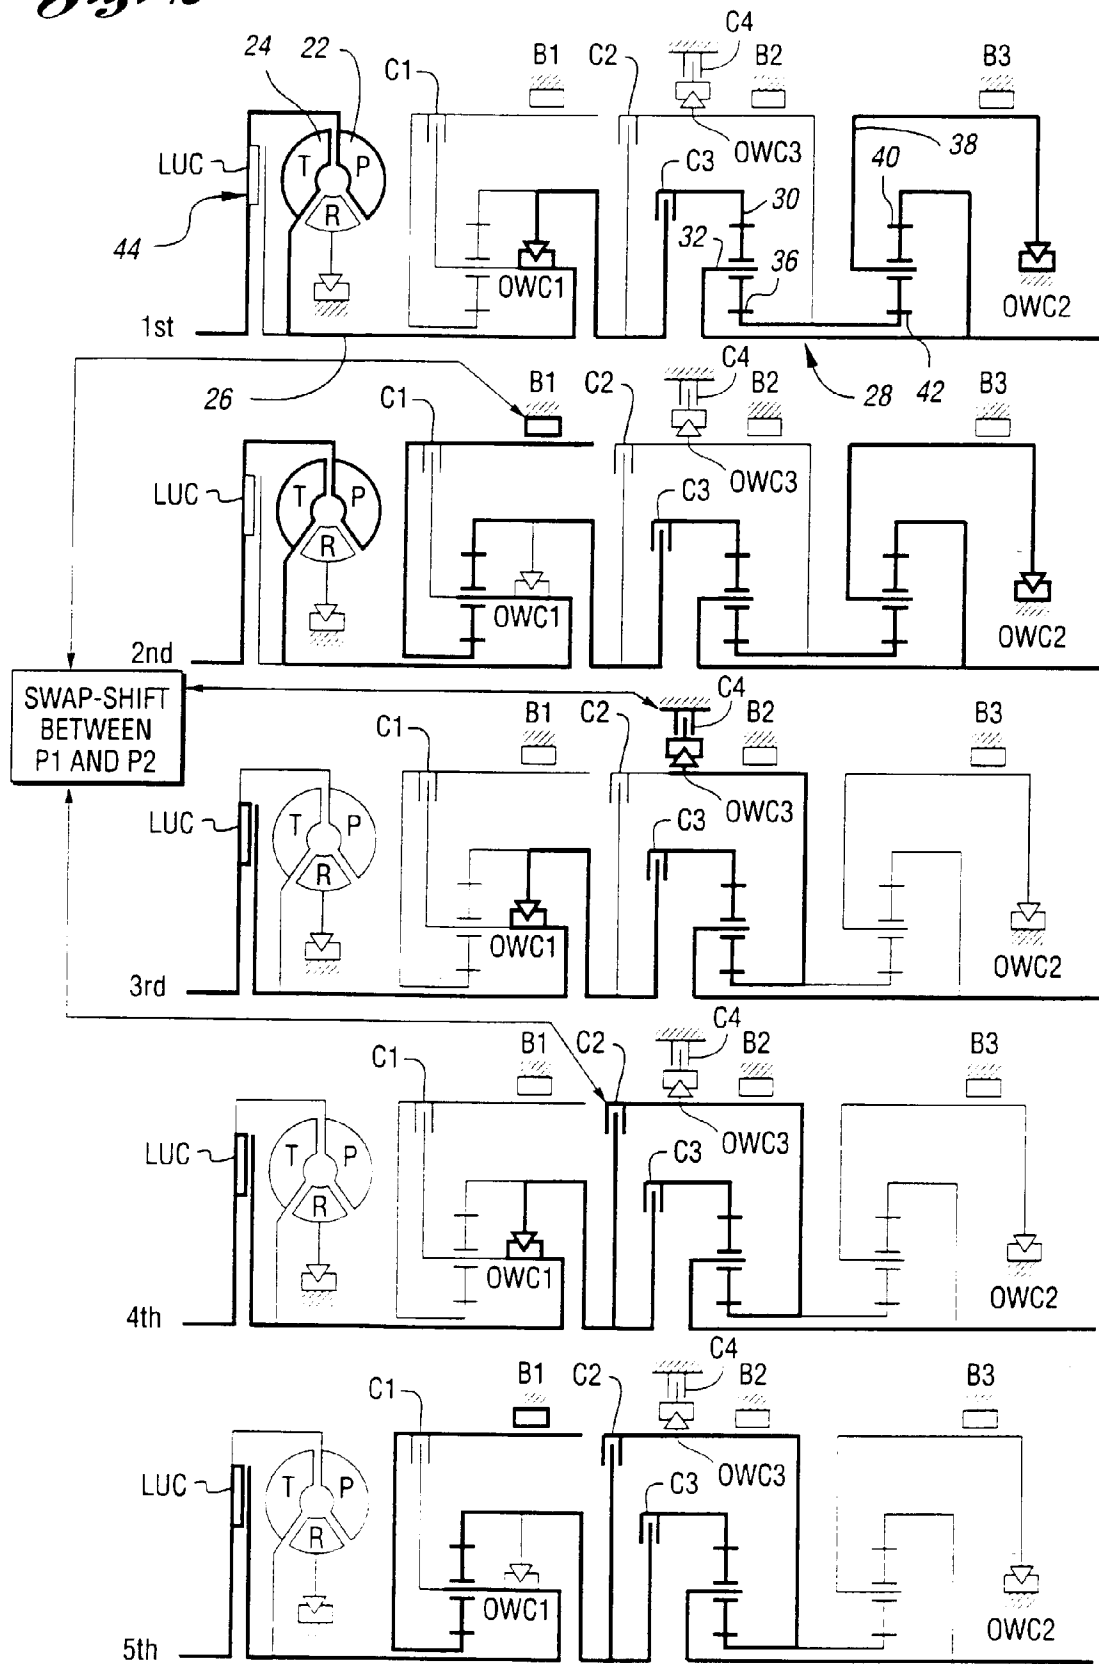 C4
24 22 C1 B1 C2 B2 B3
LUC T P R OWC3 C3 38 40
44 30 32 36
OWC1 OWC2
1st
26 28 42
C4
C1 B1 C2 B2 B3
LUC T P R OWC3 C3
OWC1 OWC2
2nd
SWAP-SHIFT
BETWEEN
P1 AND P2
C4
C1 B1 C2 B2 B3
LUC T P R OWC3 C3
OWC1 OWC2
3rd
C4
C1 B1 C2 B2 B3
LUC T P R OWC3 C3
OWC1 OWC2
4th
C4
C1 B1 C2 B2 B3
LUC T P R OWC3 C3
OWC1 OWC2
5th